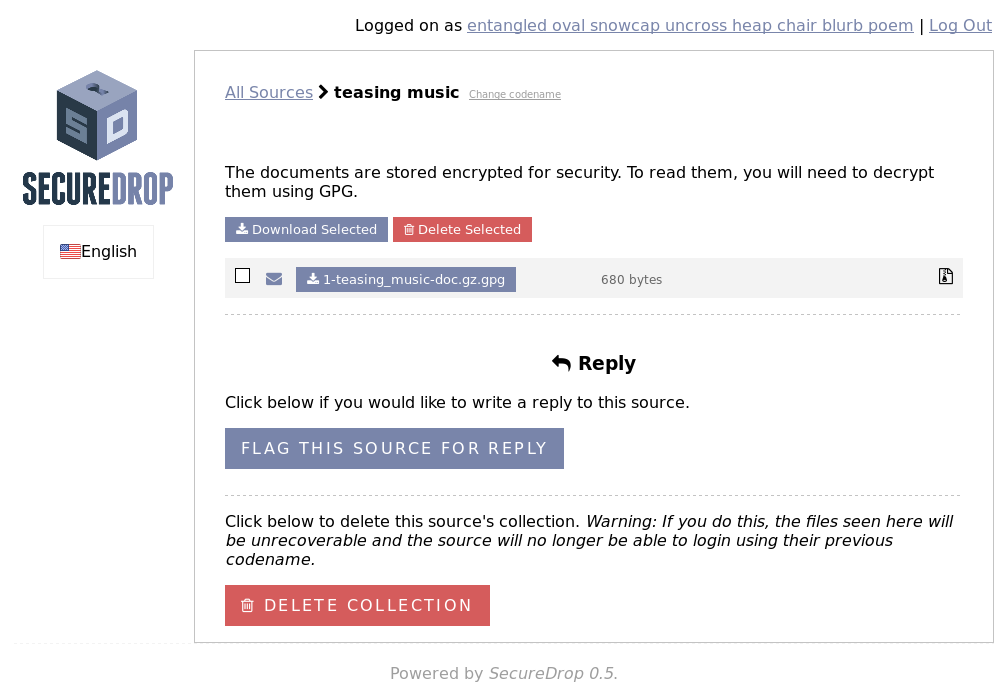 Logged on as entangled oval snowcap uncross heap chair blurb poem | Log Out
SD
SECUREDROP
English
All Sources > teasing music Change codename
The documents are stored encrypted for security. To read them, you will need to decrypt
them using GPG.
Download Selected Delete Selected
1-teasing_music-doc.gz.gpg 680 bytes
Reply
Click below if you would like to write a reply to this source.
FLAG THIS SOURCE FOR REPLY
Click below to delete this source's collection. Warning: If you do this, the files seen here will
be unrecoverable and the source will no longer be able to login using their previous
codename.
DELETE COLLECTION
Powered by SecureDrop 0.5.